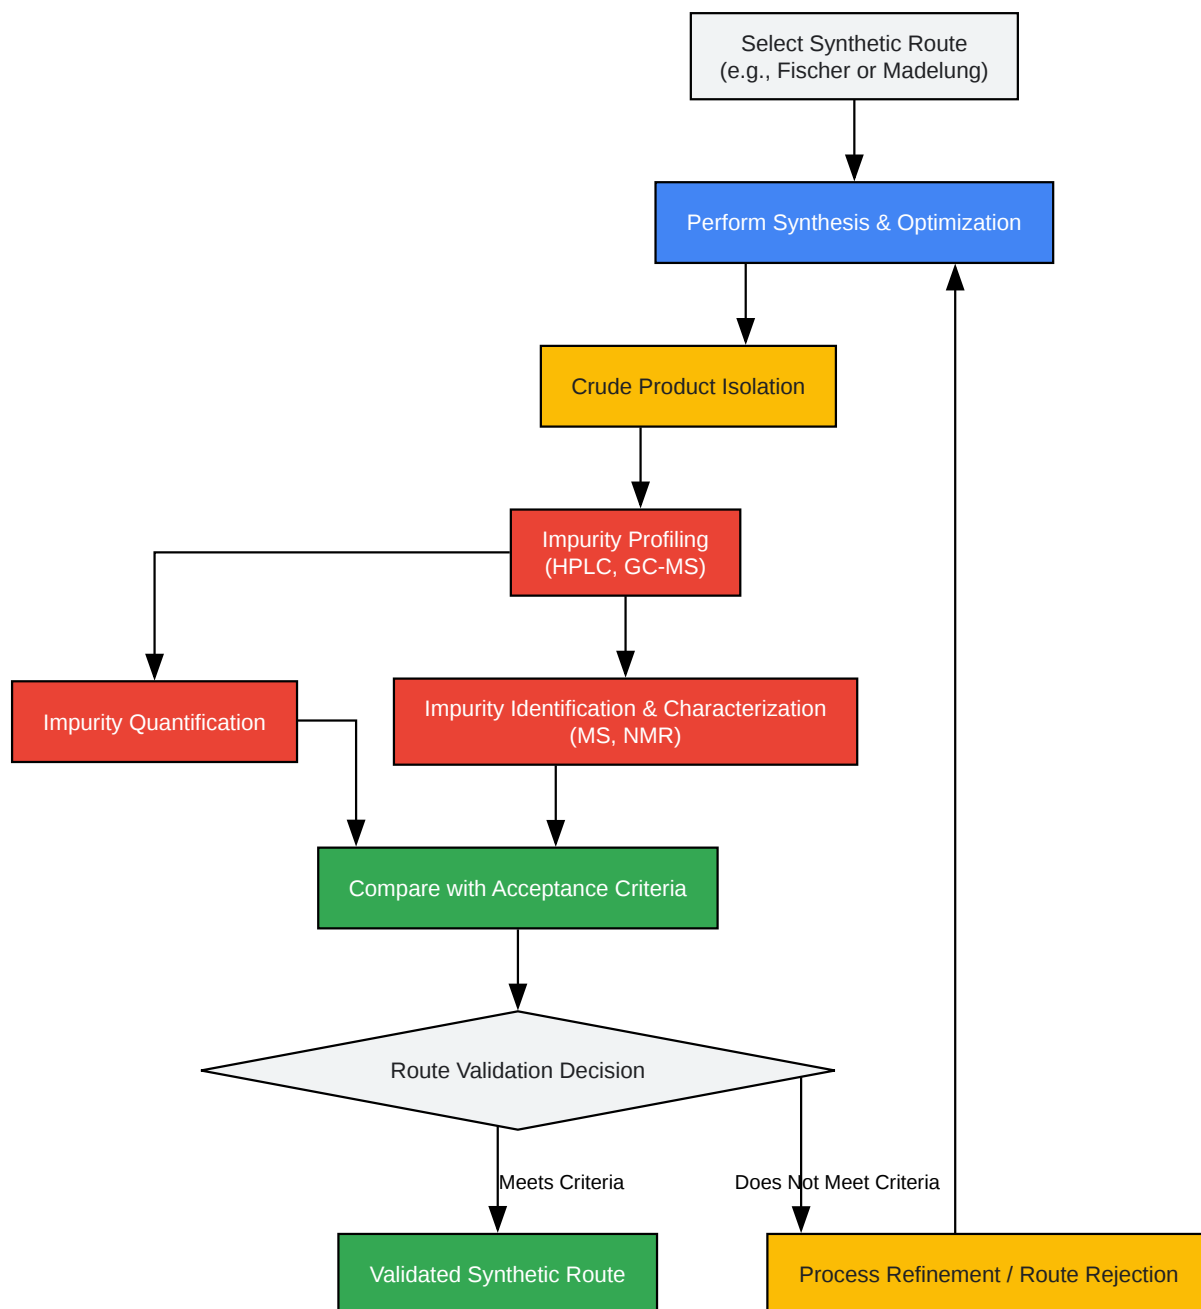 Select Synthetic Route
(e.g., Fischer or Madelung)
Perform Synthesis & Optimization
Crude Product Isolation
Impurity Profiling
(HPLC, GC-MS)
Impurity Quantification
Impurity Identification & Characterization
(MS, NMR)
Compare with Acceptance Criteria
Route Validation Decision
Meets Criteria
Does Not Meet Criteria
Validated Synthetic Route
Process Refinement / Route Rejection